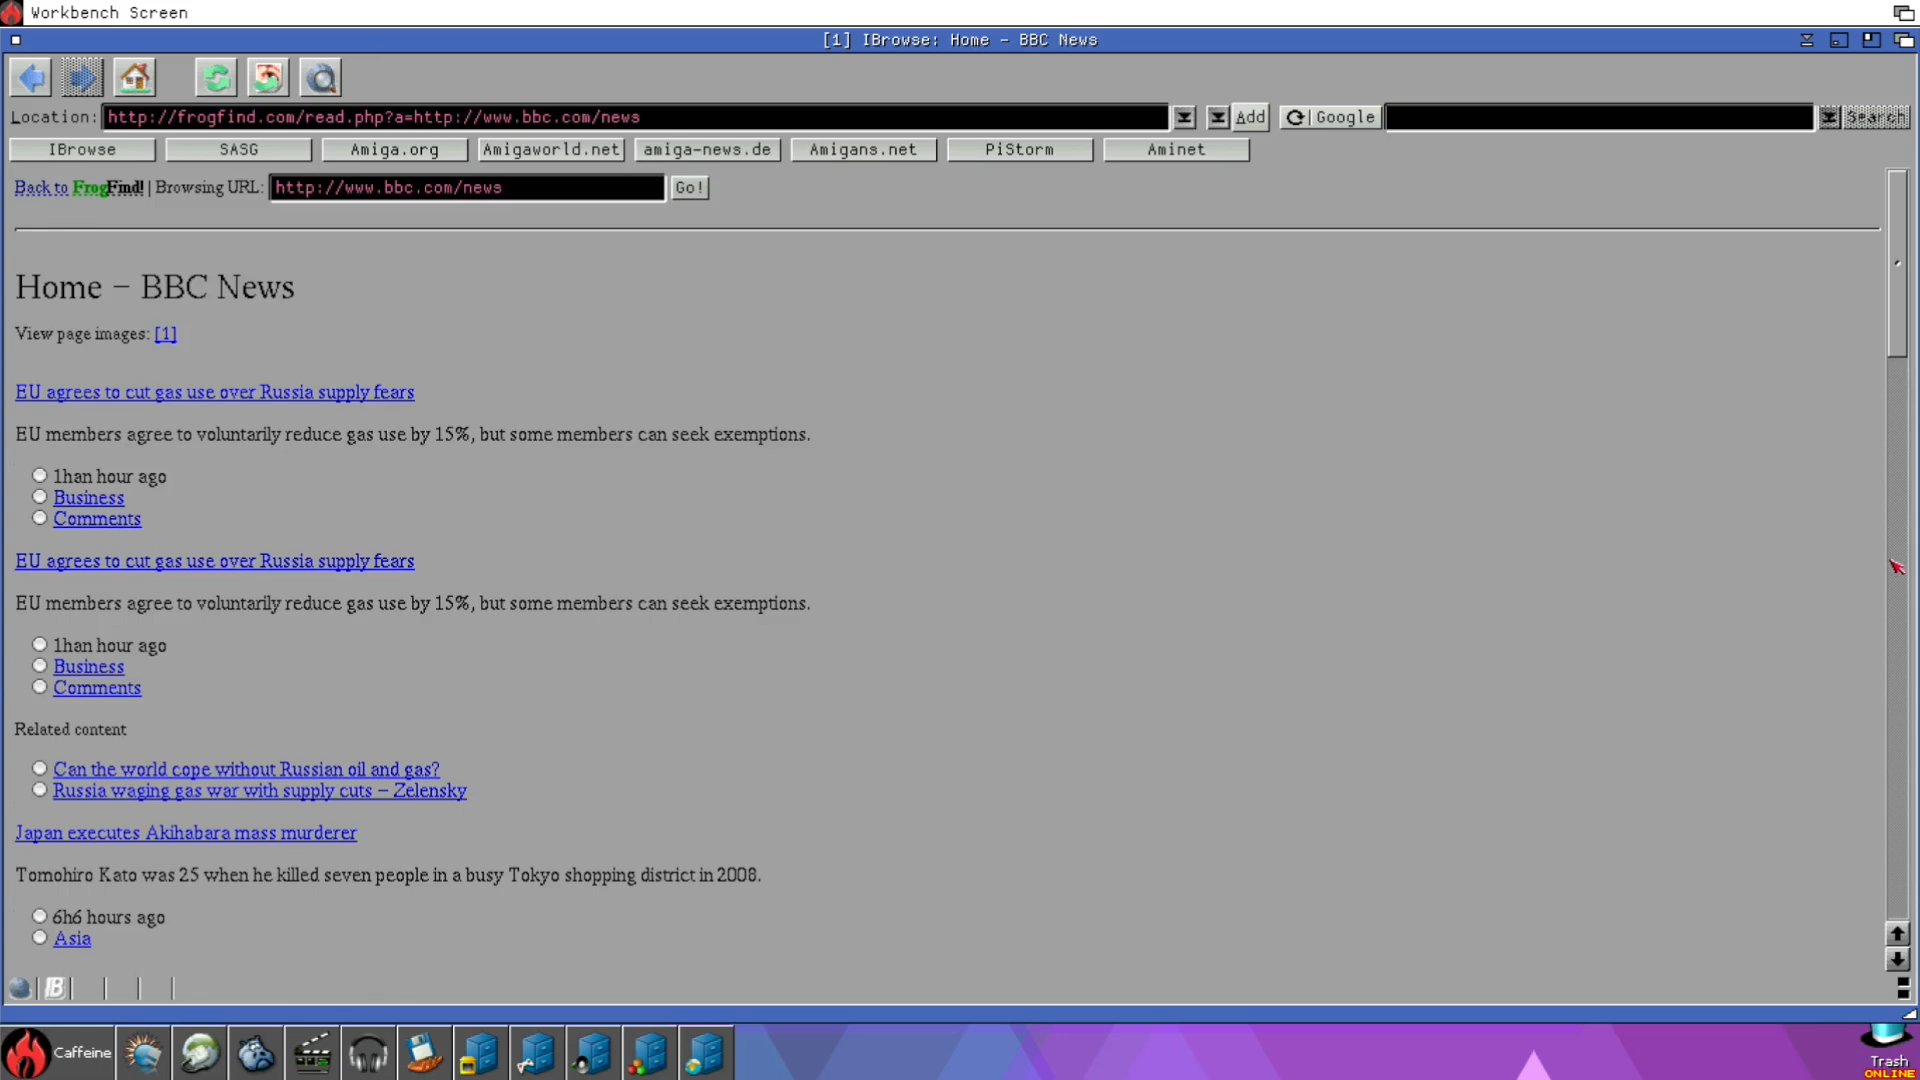 Workbench Screen
[1] IBrowse: Home - BBC News
Location: http://frogfind.com/read.php?a=http://www.bbc.com/news Add Google Search
IBrowse SASG Amiga.org Amigaworld.net amiga-news.de Amigans.net PiStorm Aminet
Back to FrogFind! | Browsing URL: http://www.bbc.com/news Go!
Home - BBC News
View page images: [1]
EU agrees to cut gas use over Russia supply fears
EU members agree to voluntarily reduce gas use by 15%, but some members can seek exemptions.
1han hour ago
Business
Comments
EU agrees to cut gas use over Russia supply fears
EU members agree to voluntarily reduce gas use by 15%, but some members can seek exemptions.
1han hour ago
Business
Comments
Related content
Can the world cope without Russian oil and gas?
Russia waging gas war with supply cuts - Zelensky
Japan executes Akihabara mass murderer
Tomohiro Kato was 25 when he killed seven people in a busy Tokyo shopping district in 2008.
6h6 hours ago
Asia
IB
Caffeine
Trash
ONLINE